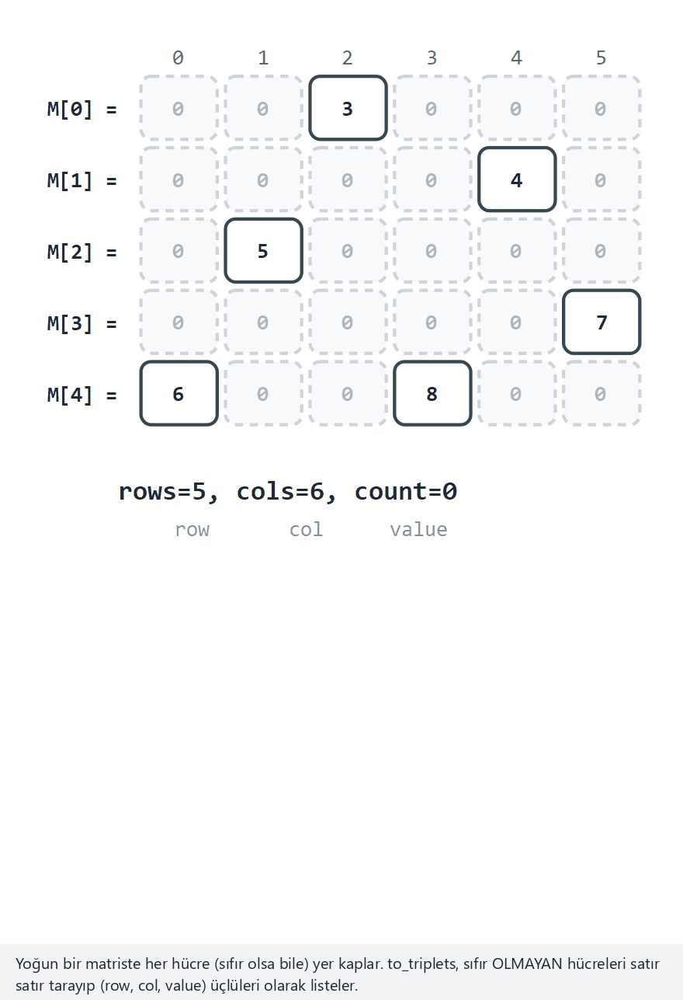 0 1 2 3 4 5
M[0] = 0 0 3 0 0 0
M[1] = 0 0 0 0 4 0
M[2] = 0 5 0 0 0 0
M[3] = 0 0 0 0 0 7
M[4] = 6 0 0 8 0 0
rows=5, cols=6, count=0
row col value
Yoğun bir matriste her hücre (sıfır olsa bile) yer kaplar. to_triplets, sıfır OLMAYAN hücreleri satır
satır tarayıp (row, col, value) üçlüleri olarak listeler.